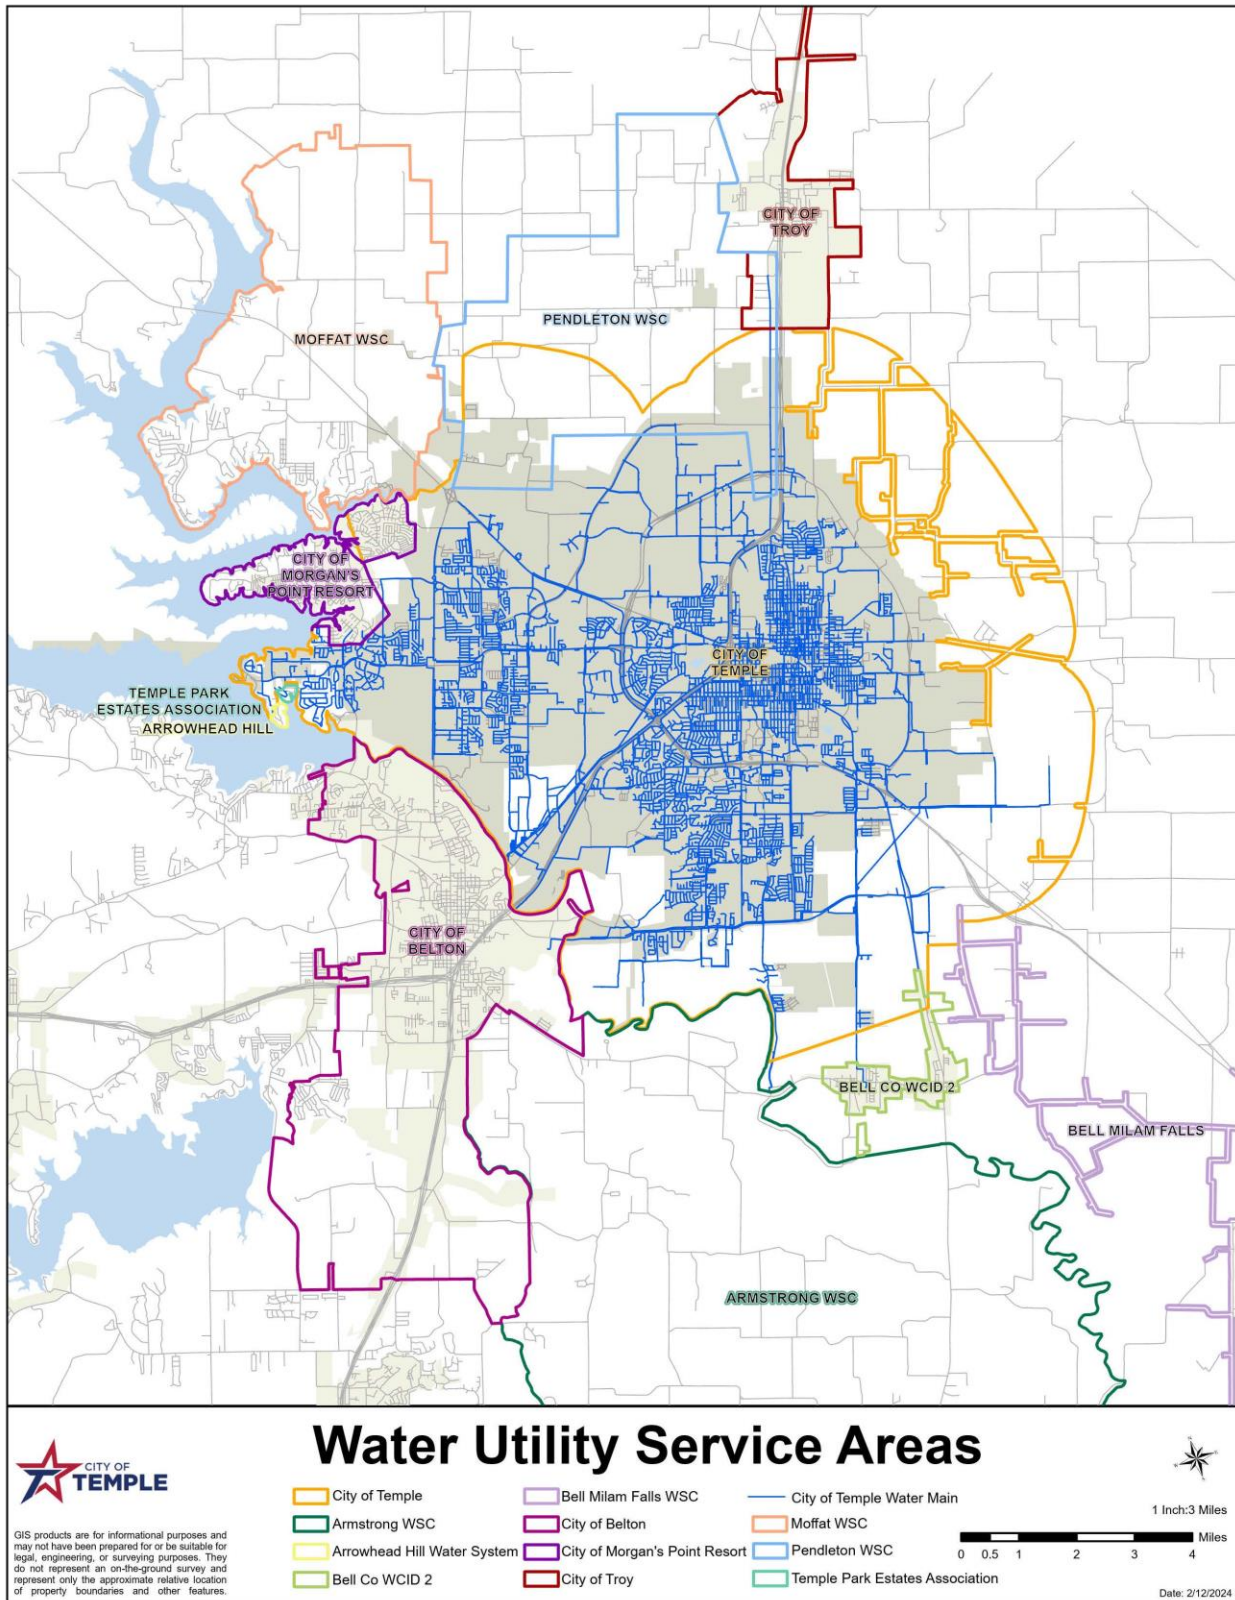 CITY OF
TROY
PENDLETON WSC
MOFFAT WSC
CITY OF
MORGAN'S
POINT RESORT
CITY OF
TEMPLE
TEMPLE PARK
ESTATES ASSOCIATION
ARROWHEAD HILL
CITY OF
BELTON
BELL CO WCID 2
BELL MILAM FALLS
ARMSTRONG WSC
Water Utility Service Areas
CITY OF
TEMPLE
GIS products are for informational purposes and
may not have been prepared for or be suitable for
legal, engineering, or surveying purposes. They
do not represent an on-the-ground survey and
represent only the approximate relative location
of property boundaries and other features.
City of Temple
Armstrong WSC
Arrowhead Hill Water System
Bell Co WCID 2
Bell Milam Falls WSC
City of Belton
City of Morgan's Point Resort
City of Troy
City of Temple Water Main
Moffat WSC
Pendleton WSC
Temple Park Estates Association
1 Inch:3 Miles
Miles
0 0.5 1 2 3 4
Date: 2/12/2024